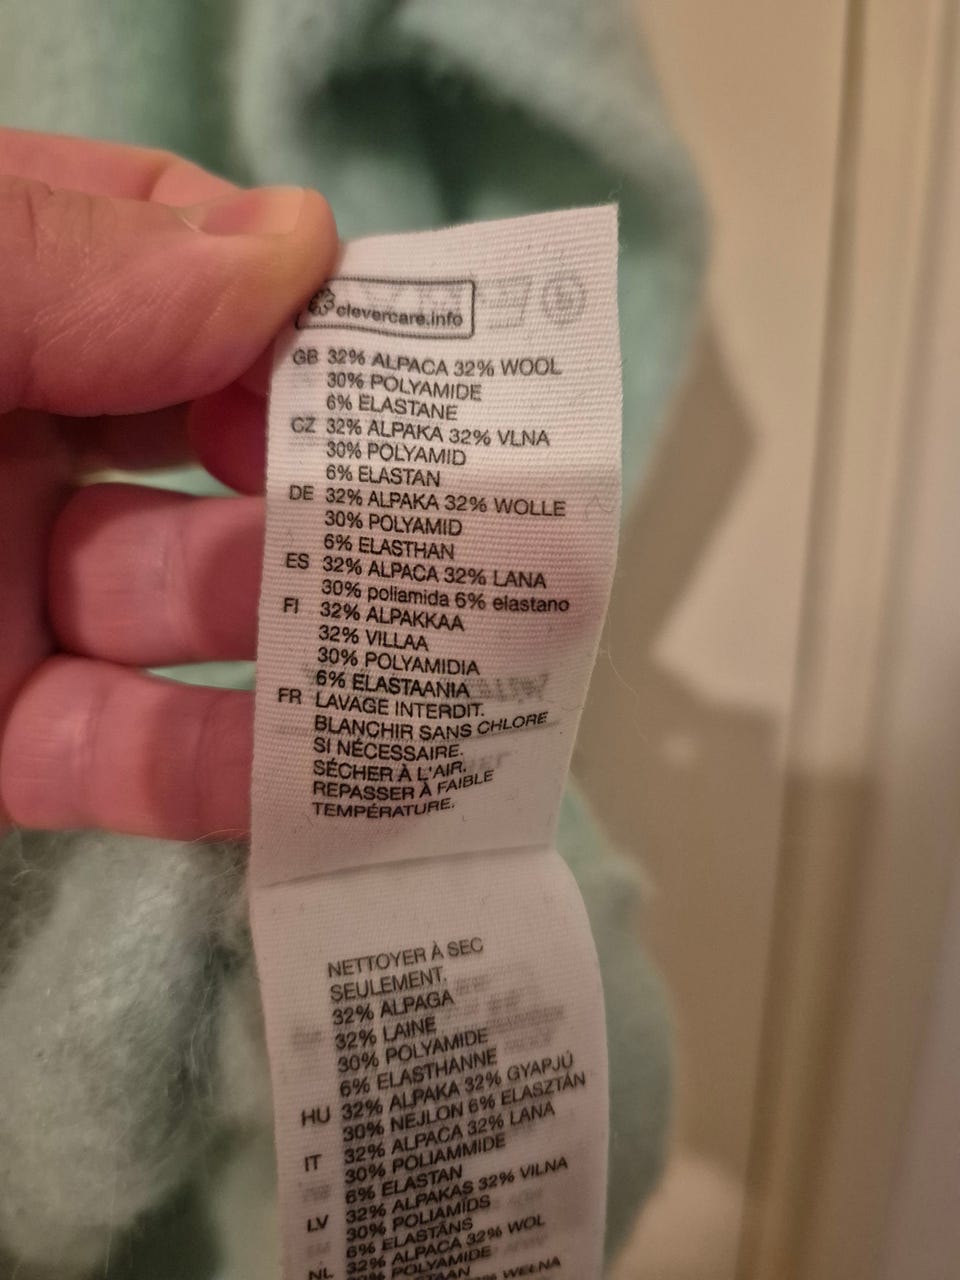 clevercare.info
GB 32% ALPACA 32% WOOL
30% POLYAMIDE
6% ELASTANE
CZ 32% ALPAKA 32% VLNA
30% POLYAMID
6% ELASTAN
DE 32% ALPAKA 32% WOLLE
30% POLYAMID
6% ELASTHAN
ES 32% ALPACA 32% LANA
30% poliamida 6% elastano
FI 32% ALPAKKAA
32% VILLAA
30% POLYAMIDIA
6% ELASTAANIA
FR LAVAGE INTERDIT.
BLANCHIR SANS CHLORE
SI NÉCESSAIRE.
SÉCHER À L'AIR.
REPASSER À FAIBLE
TEMPÉRATURE.
NETTOYER À SEC
SEULEMENT.
32% ALPAGA
32% LAINE
30% POLYAMIDE
6% ELASTHANNE
HU 32% ALPAKA 32% GYAPJÚ
30% NEJLON 6% ELASZTÁN
IT 32% ALPACA 32% LANA
30% POLIAMMIDE
6% ELASTAN
LV 32% ALPAKAS 32% VILNA
30% POLIAMĪDS
6% ELASTĀNS
NL 32% ALPACA 32% WOL
30% POLYAMIDE
WEŁNA